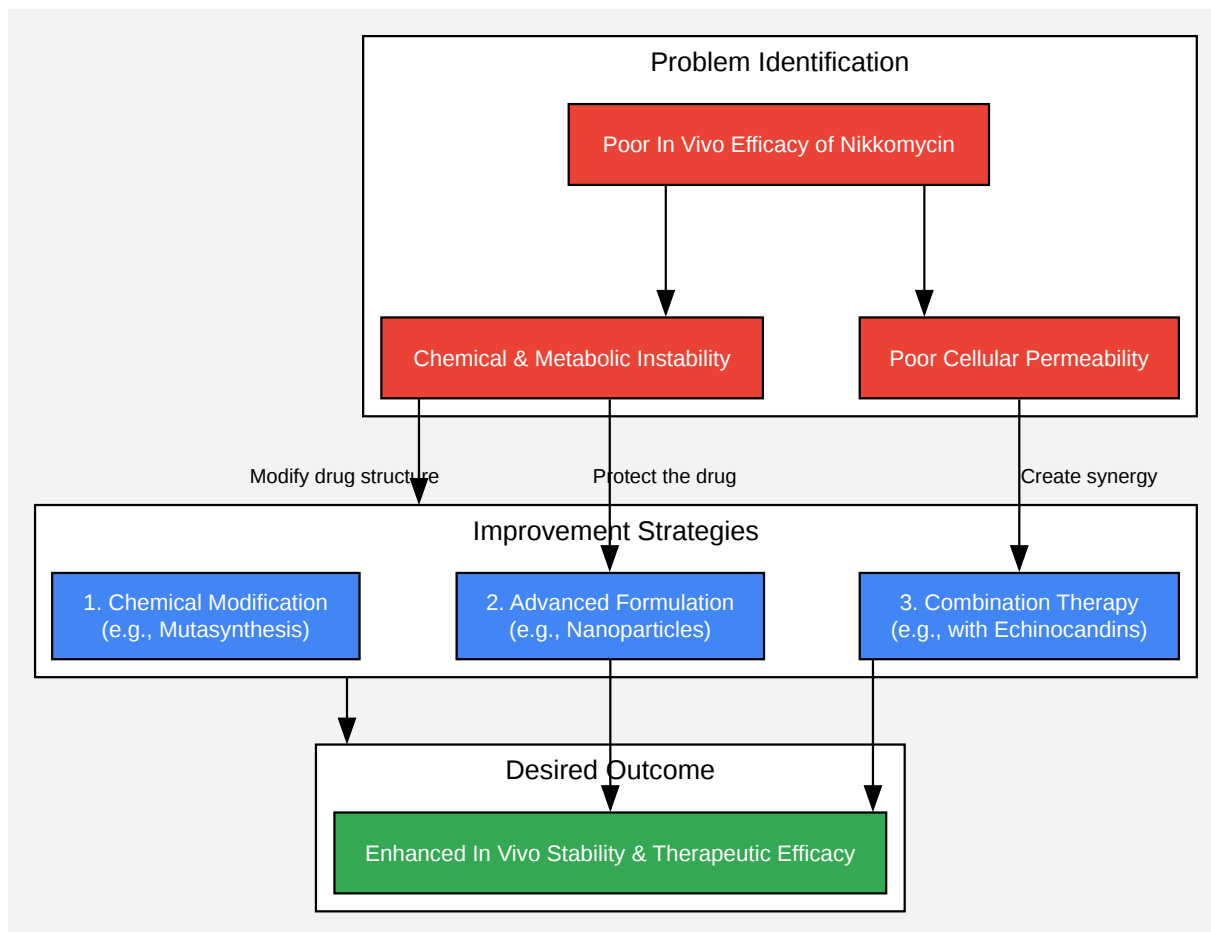 Problem Identification
Poor In Vivo Efficacy of Nikkomycin
Chemical & Metabolic Instability
Poor Cellular Permeability
Modify drug structure
Protect the drug
Create synergy
Improvement Strategies
1. Chemical Modification
(e.g., Mutasynthesis)
2. Advanced Formulation
(e.g., Nanoparticles)
3. Combination Therapy
(e.g., with Echinocandins)
Desired Outcome
Enhanced In Vivo Stability & Therapeutic Efficacy